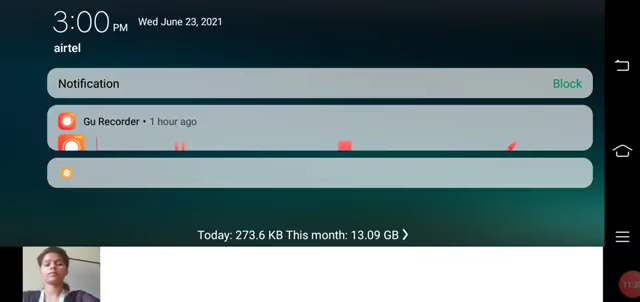 3:00 PM Wed June 23, 2021
airtel
Notification Block
Gu Recorder • 1 hour ago
Today: 273.6 KB This month: 13.09 GB